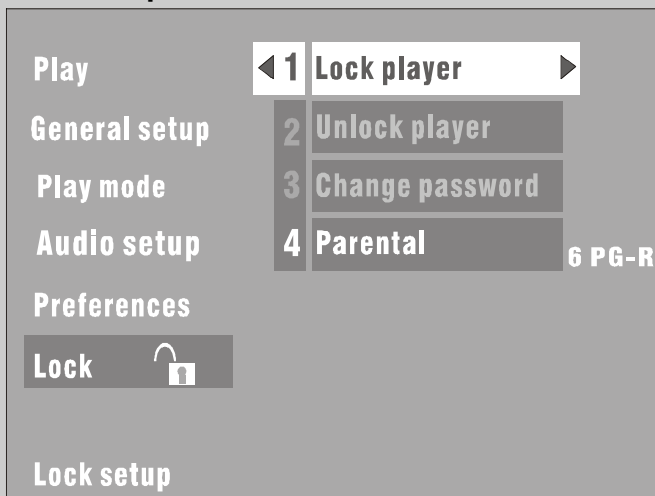 Play
General setup
Play mode
Audio setup
Preferences
Lock
1 Lock player
2 Unlock player
3 Change password
4 Parental
6 PG-R
Lock setup